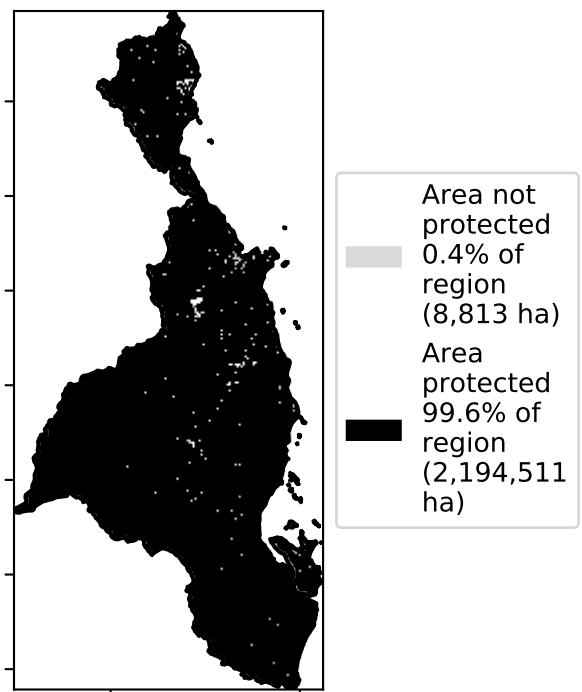 Area not
protected
0.4% of
region
(8,813 ha)
Area
protected
99.6% of
region
(2,194,511
ha)